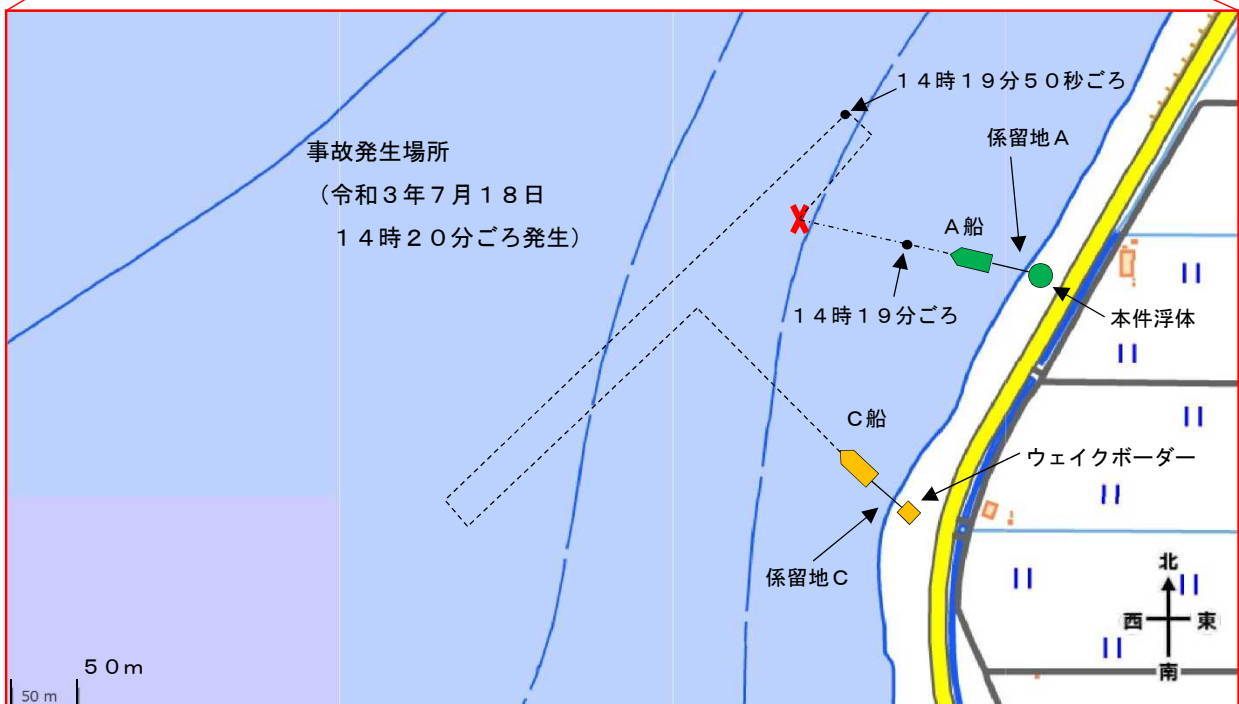 １４時１９分５０秒ごろ
係留地Ａ
事故発生場所
（令和３年７月１８日
１４時２０分ごろ発生）
Ａ船
１４時１９分ごろ
本件浮体
Ｃ船
ウェイクボーダー
係留地Ｃ
北
西 東
南
５０ｍ
50 m